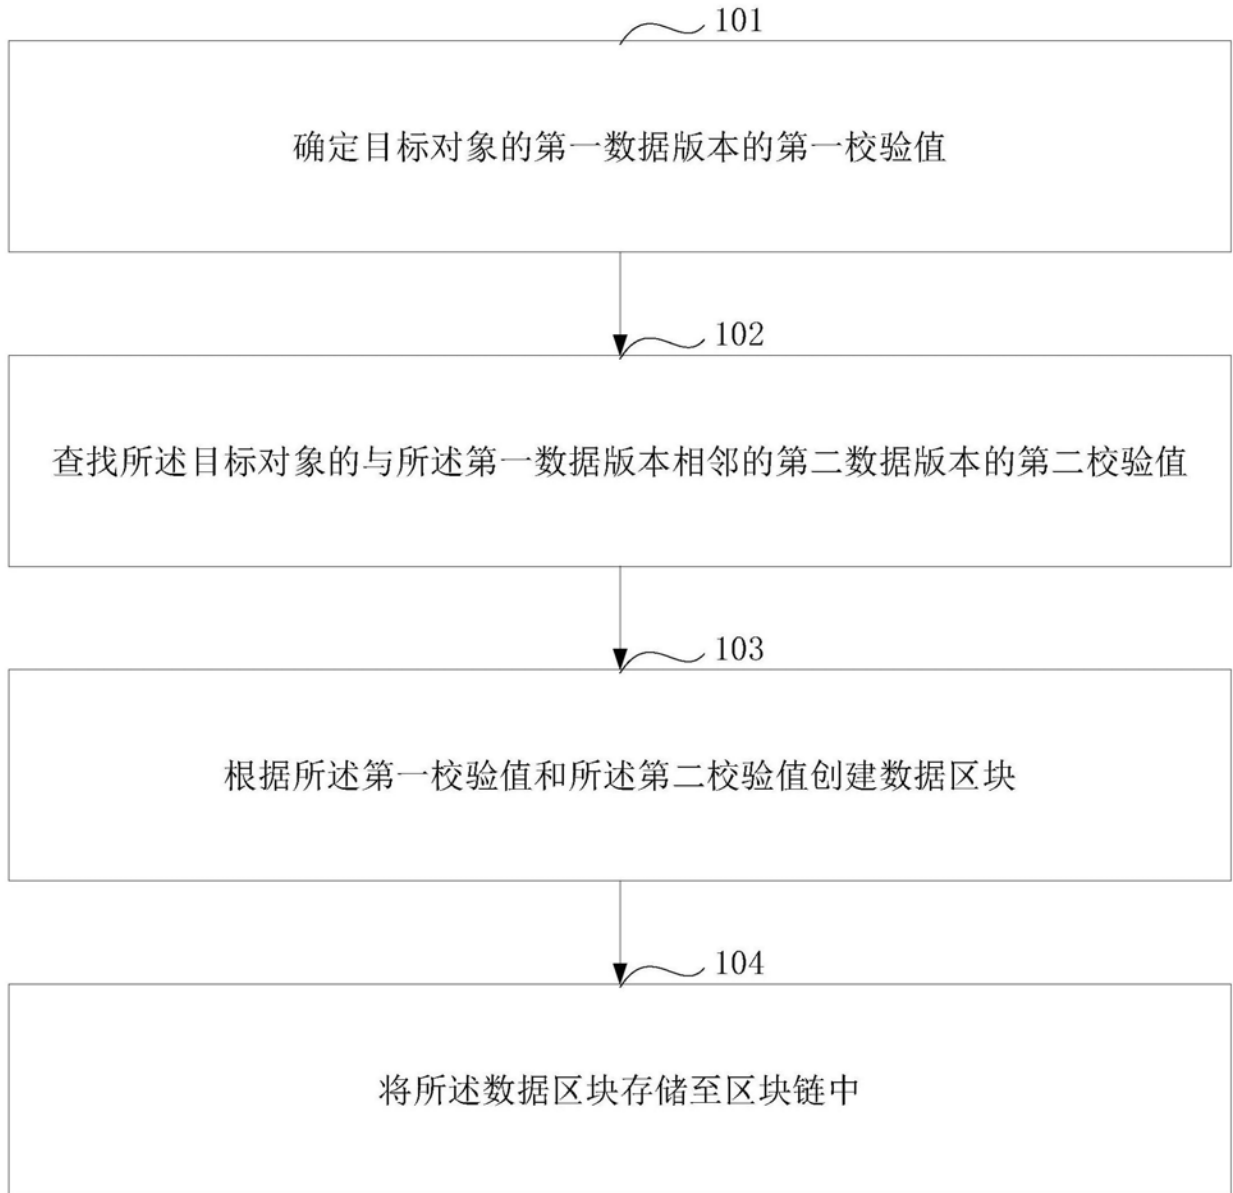 101
确定目标对象的第一数据版本的第一校验值
102
查找所述目标对象的与所述第一数据版本相邻的第二数据版本的第二校验值
103
根据所述第一校验值和所述第二校验值创建数据区块
104
将所述数据区块存储至区块链中